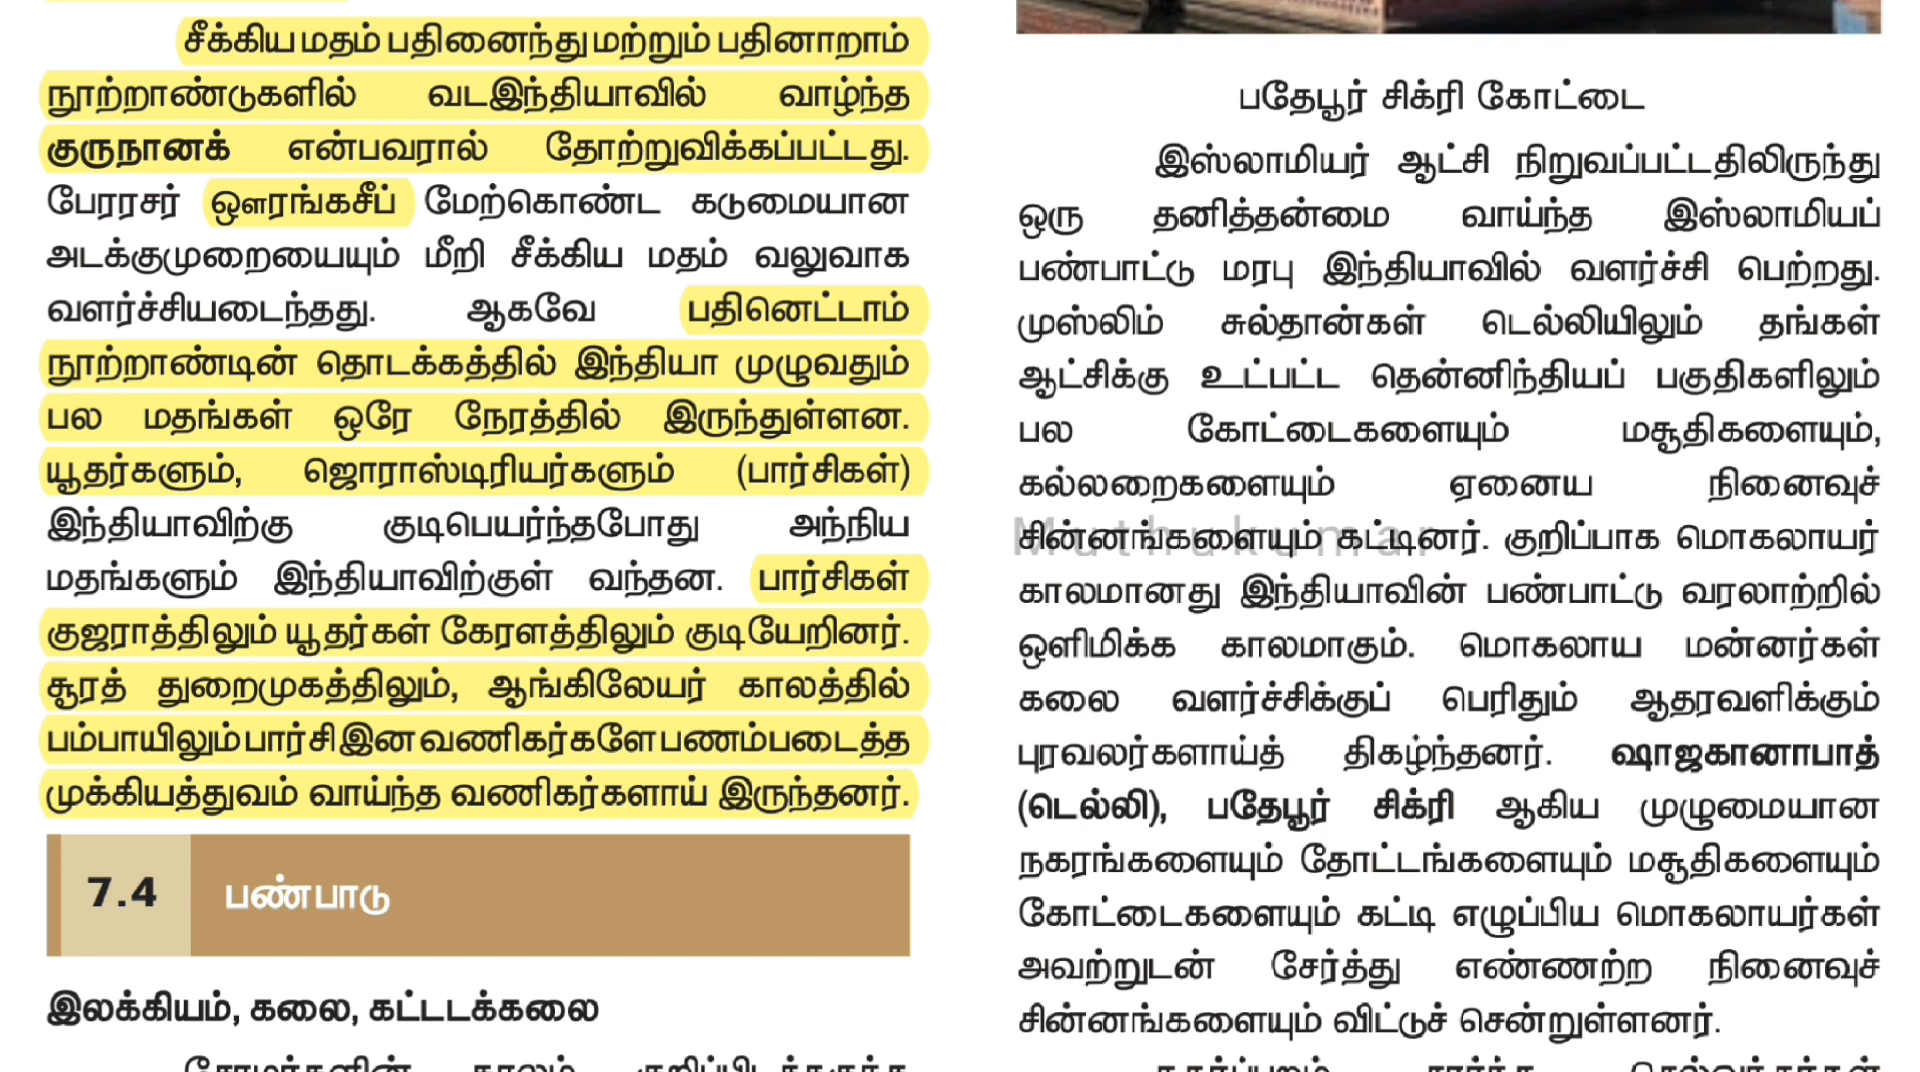 சீக்கிய மதம் பதினைந்து மற்றும் பதினாறாம்
நூற்றாண்டுகளில் வடஇந்தியாவில் வாழ்ந்த
குருநானக் என்பவரால் தோற்றுவிக்கப்பட்டது.
பேரரசர் ஔரங்கசீப் மேற்கொண்ட கடுமையான
அடக்குமுறையையும் மீறி சீக்கிய மதம் வலுவாக
வளர்ச்சியடைந்தது. ஆகவே பதினெட்டாம்
நூற்றாண்டின் தொடக்கத்தில் இந்தியா முழுவதும்
பல மதங்கள் ஒரே நேரத்தில் இருந்துள்ளன.
யூதர்களும், ஜொராஸ்டிரியர்களும் (பார்சிகள்)
இந்தியாவிற்கு குடிபெயர்ந்தபோது அந்நிய
மதங்களும் இந்தியாவிற்குள் வந்தன. பார்சிகள்
குஜராத்திலும் யூதர்கள் கேரளத்திலும் குடியேறினர்.
சூரத் துறைமுகத்திலும், ஆங்கிலேயர் காலத்தில்
பம்பாயிலும் பார்சி இன வணிகர்களே பணம்படைத்த
முக்கியத்துவம் வாய்ந்த வணிகர்களாய் இருந்தனர்.
7.4 பண்பாடு
இலக்கியம், கலை, கட்டடக்கலை
பதேபூர் சிக்ரி கோட்டை
இஸ்லாமியர் ஆட்சி நிறுவப்பட்டதிலிருந்து
ஒரு தனித்தன்மை வாய்ந்த இஸ்லாமியப்
பண்பாட்டு மரபு இந்தியாவில் வளர்ச்சி பெற்றது.
முஸ்லிம் சுல்தான்கள் டெல்லியிலும் தங்கள்
ஆட்சிக்கு உட்பட்ட தென்னிந்தியப் பகுதிகளிலும்
பல கோட்டைகளையும் மசூதிகளையும்,
கல்லறைகளையும் ஏனைய நினைவுச்
சின்னங்களையும் கட்டினர். குறிப்பாக மொகலாயர்
Muthukumar
காலமானது இந்தியாவின் பண்பாட்டு வரலாற்றில்
ஒளிமிக்க காலமாகும். மொகலாய மன்னர்கள்
கலை வளர்ச்சிக்குப் பெரிதும் ஆதரவளிக்கும்
புரவலர்களாய்த் திகழ்ந்தனர். ஷாஜகானாபாத்
(டெல்லி), பதேபூர் சிக்ரி ஆகிய முழுமையான
நகரங்களையும் தோட்டங்களையும் மசூதிகளையும்
கோட்டைகளையும் கட்டி எழுப்பிய மொகலாயர்கள்
அவற்றுடன் சேர்த்து எண்ணற்ற நினைவுச்
சின்னங்களையும் விட்டுச் சென்றுள்ளனர்.